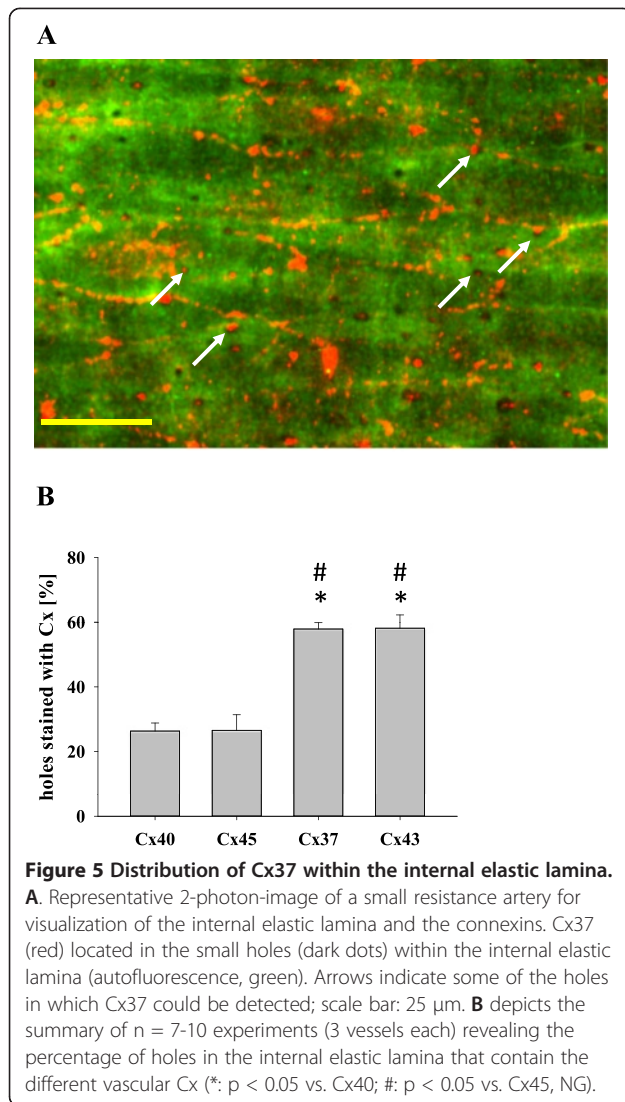 A
B
# #
* *
80
60
40
20
0
holes stained with Cx [%]
Cx40 Cx45 Cx37 Cx43
Figure 5 Distribution of Cx37 within the internal elastic lamina.
A. Representative 2-photon-image of a small resistance artery for
visualization of the internal elastic lamina and the connexins. Cx37
(red) located in the small holes (dark dots) within the internal elastic
lamina (autofluorescence, green). Arrows indicate some of the holes
in which Cx37 could be detected; scale bar: 25 μm. B depicts the
summary of n = 7-10 experiments (3 vessels each) revealing the
percentage of holes in the internal elastic lamina that contain the
different vascular Cx (*: p < 0.05 vs. Cx40; #: p < 0.05 vs. Cx45, NG).